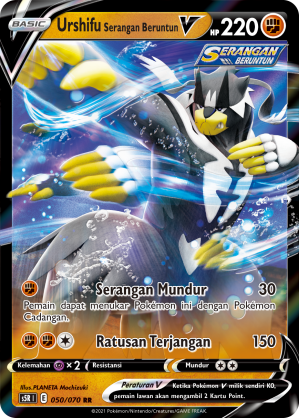 BASIC
Urshifu Serangan Beruntun V HP 220
SERANGAN
BERUNTUN
Serangan Mundur 30
Pemain dapat menukar Pokémon ini dengan Pokémon
Cadangan.
Ratusan Terjangan 150
Kelemahan ×2 Resistansi Mundur
Illus. PLANETA Mochizuki
Peraturan V Ketika Pokémon V milik sendiri KO,
pemain lawan akan mengambil 2 Kartu Point.
s5R I E 050/070 RR
©2021 Pokémon/Nintendo/Creatures/GAME FREAK.